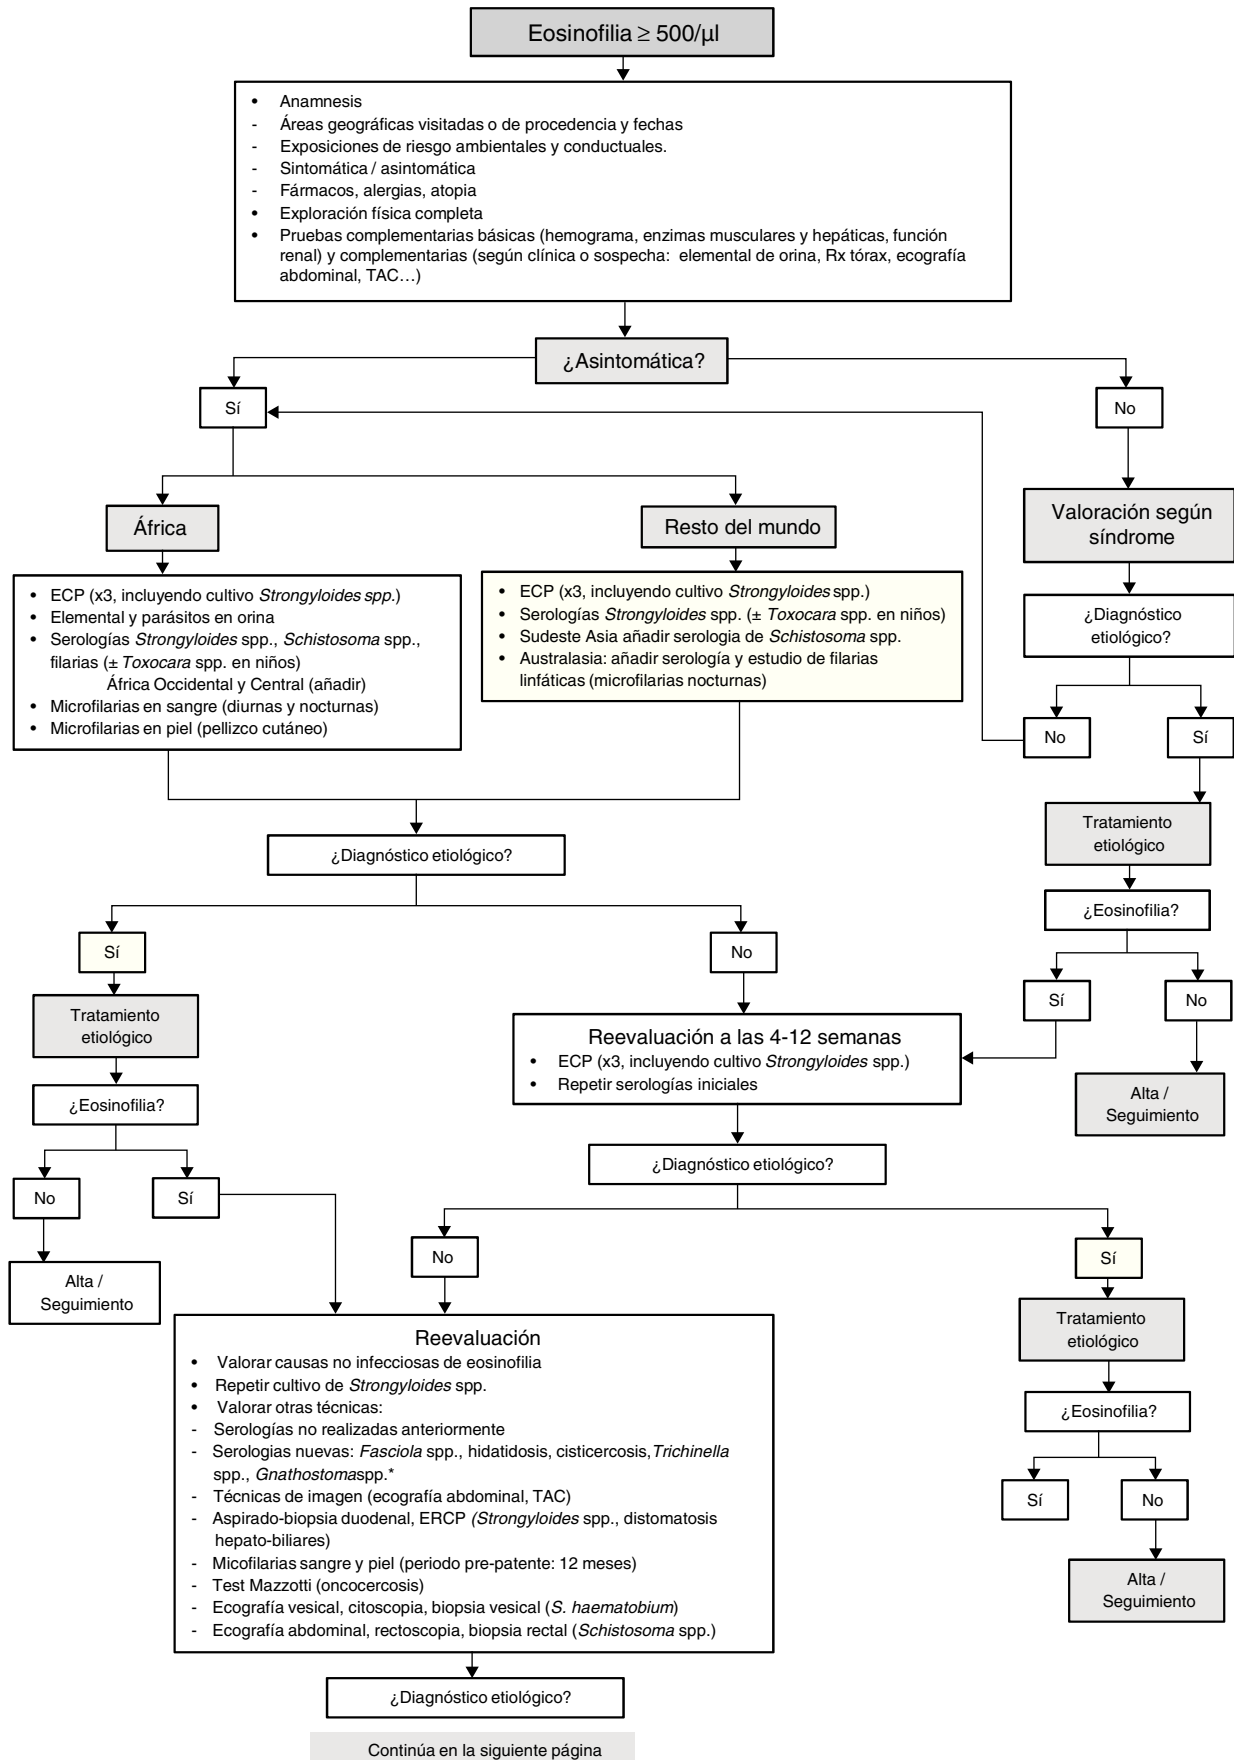 Eosinofilia ≥ 500/µl
• Anamnesis
- Áreas geográficas visitadas o de procedencia y fechas
- Exposiciones de riesgo ambientales y conductuales.
- Sintomática / asintomática
- Fármacos, alergias, atopia
• Exploración física completa
• Pruebas complementarias básicas (hemograma, enzimas musculares y hepáticas, función
renal) y complementarias (según clínica o sospecha: elemental de orina, Rx tórax, ecografía
abdominal, TAC…)
¿Asintomática?
Sí
No
África
Resto del mundo
Valoración según
síndrome
• ECP (x3, incluyendo cultivo Strongyloides spp.)
• Elemental y parásitos en orina
• Serologías Strongyloides spp., Schistosoma spp.,
filarias (± Toxocara spp. en niños)
África Occidental y Central (añadir)
• Microfilarias en sangre (diurnas y nocturnas)
• Microfilarias en piel (pellizco cutáneo)
• ECP (x3, incluyendo cultivo Strongyloides spp.)
• Serologías Strongyloides spp. (± Toxocara spp. en niños)
• Sudeste Asia añadir serologia de Schistosoma spp.
• Australasia: añadir serología y estudio de filarias
linfáticas (microfilarias nocturnas)
¿Diagnóstico
etiológico?
No
Sí
Tratamiento
etiológico
¿Eosinofilia?
Sí
No
Alta /
Seguimiento
¿Diagnóstico etiológico?
Sí
No
Tratamiento
etiológico
¿Eosinofilia?
No
Sí
Alta /
Seguimiento
Reevaluación a las 4-12 semanas
• ECP (x3, incluyendo cultivo Strongyloides spp.)
• Repetir serologías iniciales
¿Diagnóstico etiológico?
No
Sí
Tratamiento
etiológico
¿Eosinofilia?
Sí
No
Alta /
Seguimiento
Reevaluación
• Valorar causas no infecciosas de eosinofilia
• Repetir cultivo de Strongyloides spp.
• Valorar otras técnicas:
- Serologías no realizadas anteriormente
- Serologias nuevas: Fasciola spp., hidatidosis, cisticercosis,Trichinella
spp., Gnathostomaspp.*
- Técnicas de imagen (ecografía abdominal, TAC)
- Aspirado-biopsia duodenal, ERCP (Strongyloides spp., distomatosis
hepato-biliares)
- Micofilarias sangre y piel (periodo pre-patente: 12 meses)
- Test Mazzotti (oncocercosis)
- Ecografía vesical, citoscopia, biopsia vesical (S. haematobium)
- Ecografía abdominal, rectoscopia, biopsia rectal (Schistosoma spp.)
¿Diagnóstico etiológico?
Continúa en la siguiente página